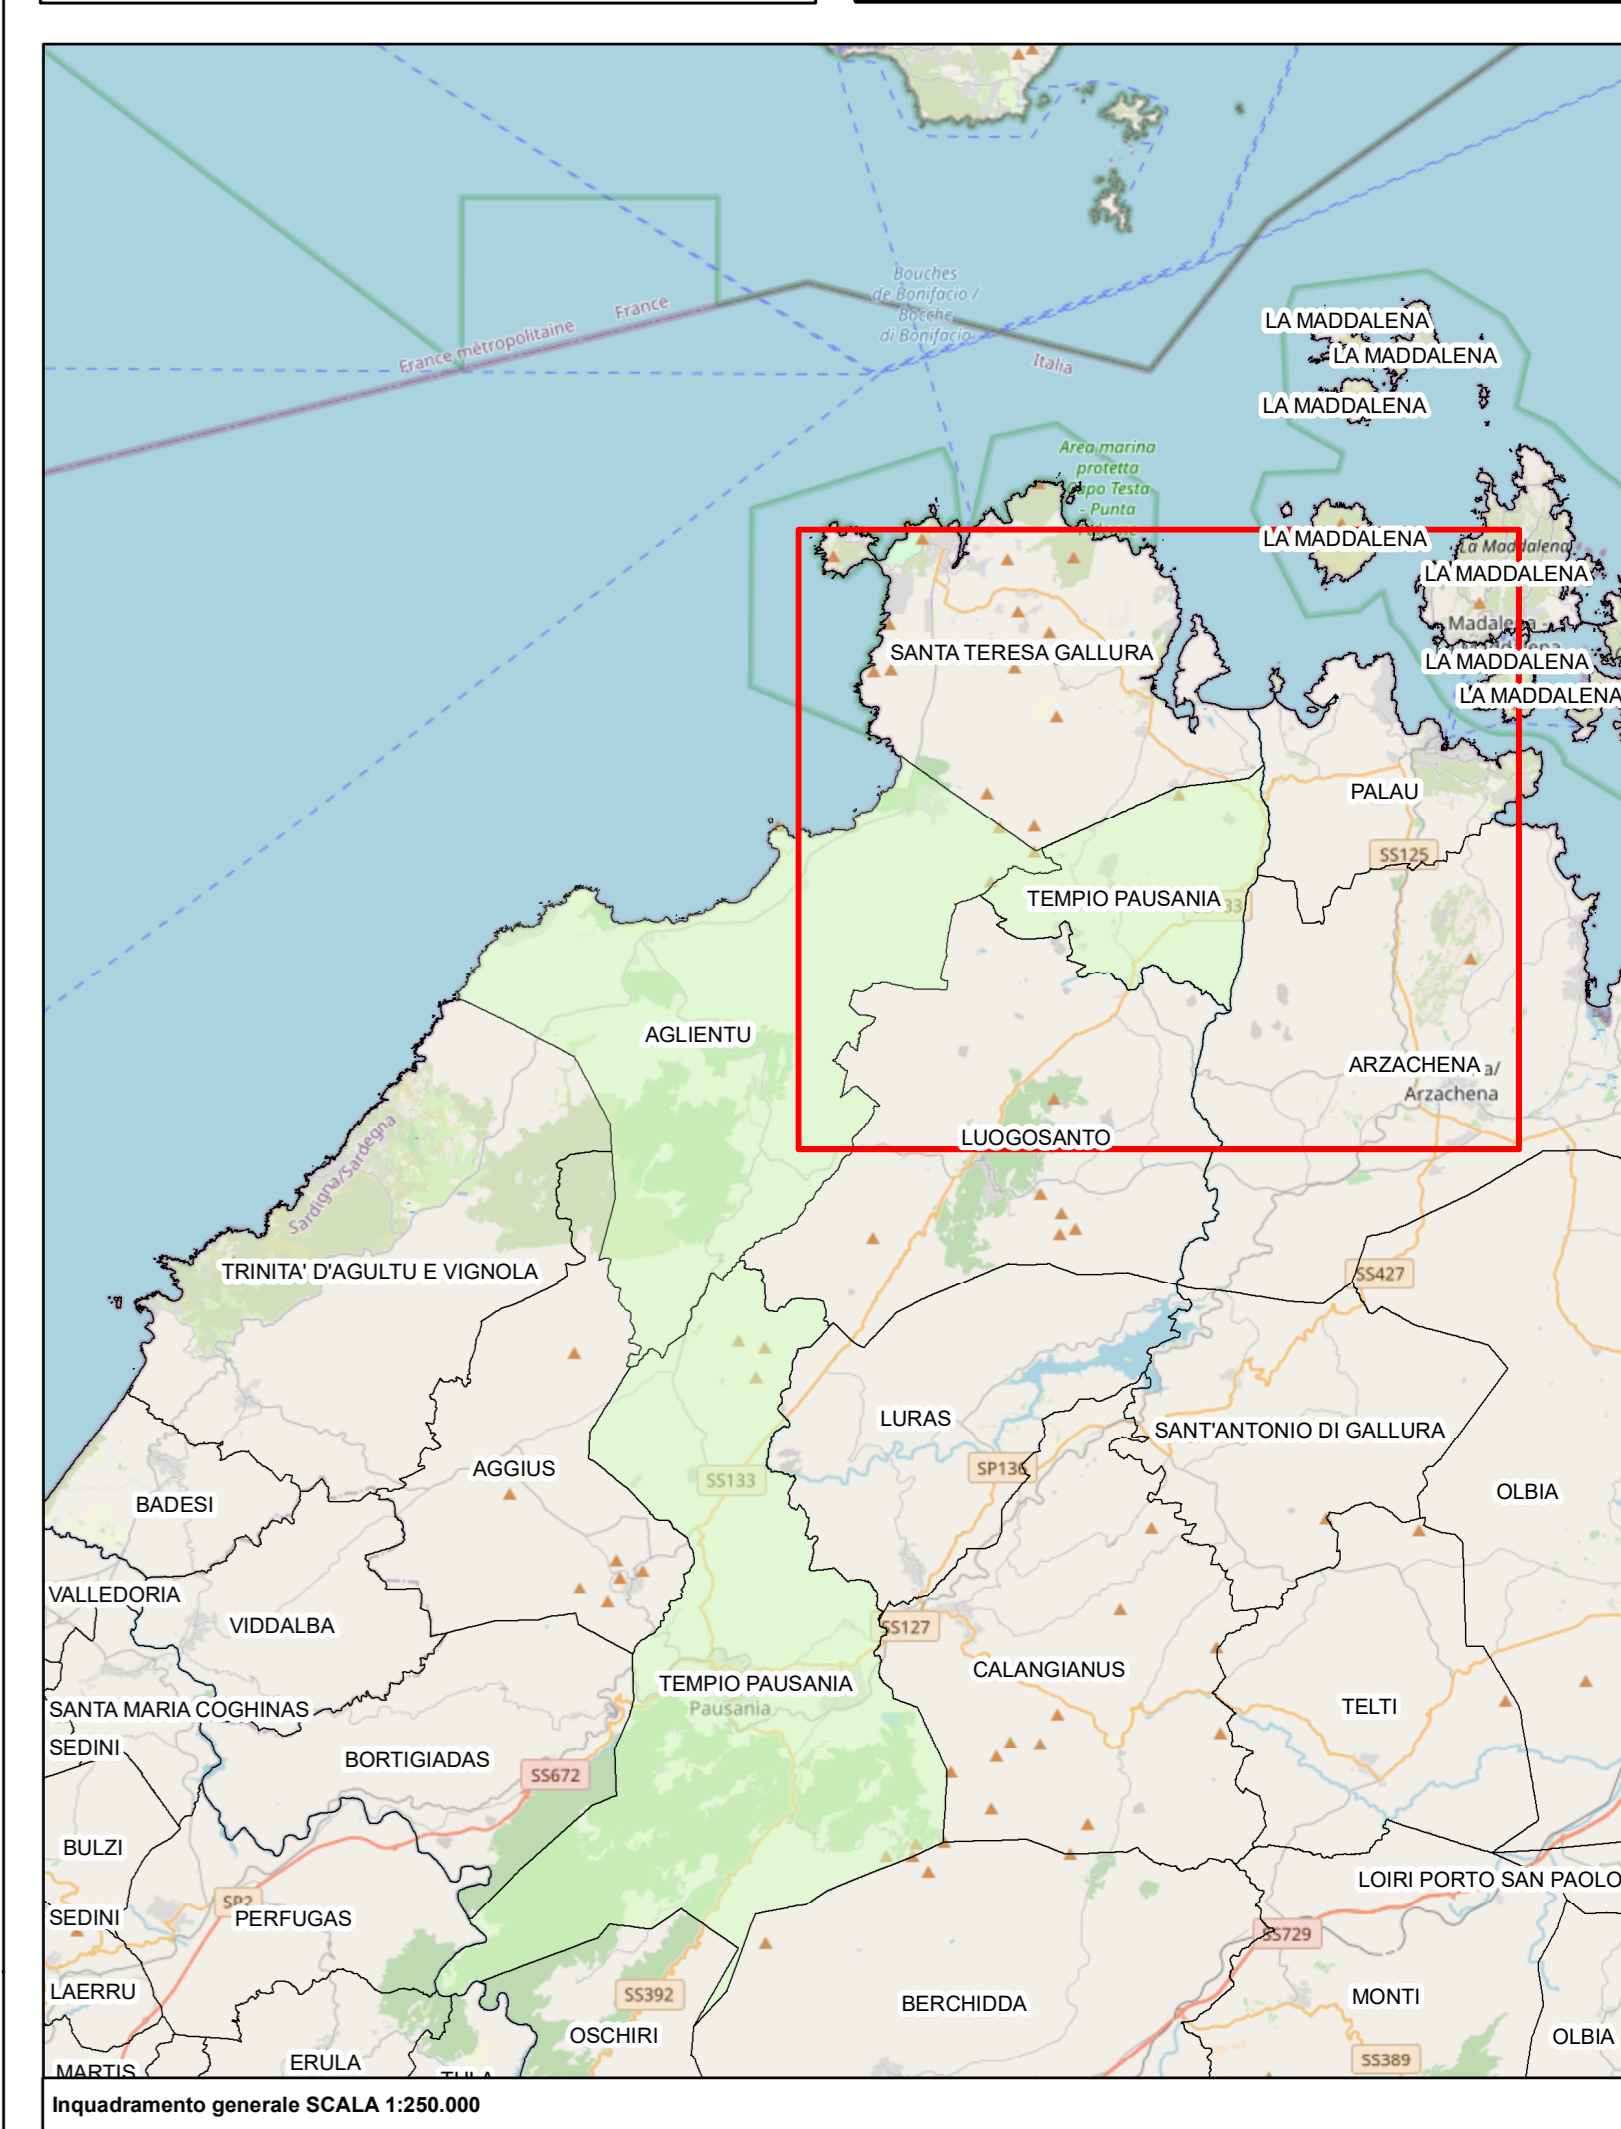 Bouches
de Bonifacio /
Bocche
di Bonifacio
France
France métropolitaine
Italia
LA MADDALENA
LA MADDALENA
LA MADDALENA
Area marina
protetta
Capo Testa
- Punta
LA MADDALENA
La Maddalena
LA MADDALENA
SANTA TERESA GALLURA
LA MADDALENA
LA MADDALENA
PALAU
SS125
TEMPIO PAUSANIA
AGLIENTU
ARZACHENA a/
Arzachena
LUOGOSANTO
Sardigna/Sardegna
TRINITA' D'AGULTU E VIGNOLA
SS427
LURAS
SANT'ANTONIO DI GALLURA
AGGIUS
SS133
SP136
OLBIA
BADESI
VALLEDORIA
VIDDALBA
SS127
CALANGIANUS
TEMPIO PAUSANIA
Pausania
TELTI
SANTA MARIA COGHINAS
SEDINI
BORTIGIADAS
SS672
BULZI
LOIRI PORTO SAN PAOLO
SP2
SEDINI
PERFUGAS
SS729
LAERRU
SS392
BERCHIDDA
MONTI
OSCHIRI
OLBIA
ERULA
SS389
MARTIS
TULA
Inquadramento generale SCALA 1:250.000